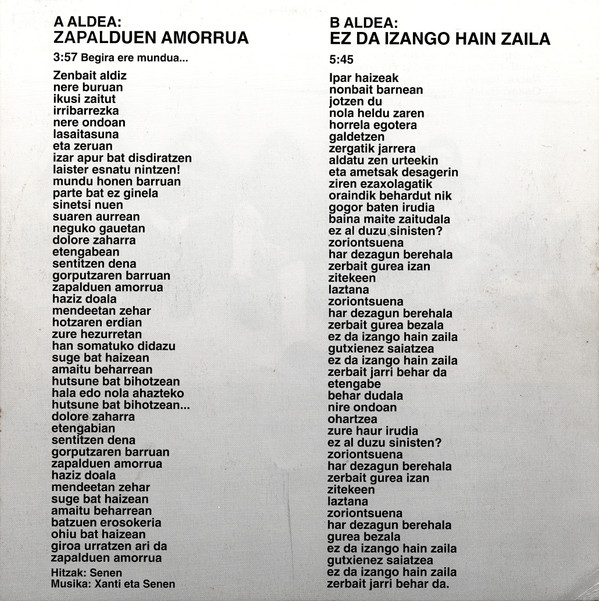 A ALDEA:
ZAPALDUEN AMORRUA
3:57 Begira ere mundua...
Zenbait aldiz
nere buruan
ikusi zaitut
irribarrezka
nere ondoan
lasaitasuna
eta zeruan
izar apur bat disdiratzen
laister esnatu nintzen!
mundu honen barruan
parte bat ez ginela
sinetsi nuen
suaren aurrean
neguko gauetan
dolore zaharra
etengabean
sentitzen dena
gorputzaren barruan
zapalduen amorrua
haziz doala
mendeetan zehar
hotzaren erdian
zure hezurretan
han somatuko didazu
suge bat haizean
amaitu beharrean
hutsune bat bihotzean
hala edo nola ahazteko
hutsune bat bihotzean...
dolore zaharra
etengabian
sentitzen dena
gorputzaren barruan
zapalduen amorrua
haziz doala
mendeetan zehar
suge bat haizean
amaitu beharrean
batzuen erosokeria
ohiu bat haizean
giroa urratzen ari da
zapalduen amorrua
Hitzak: Senen
Musika: Xanti eta Senen
B ALDEA:
EZ DA IZANGO HAIN ZAILA
5:45
Ipar haizeak
nonbait barnean
jotzen du
nola heldu zaren
horrela egotera
galdetzen
zergatik jarrera
aldatu zen urteekin
eta ametsak desagerin
ziren ezaxolagatik
oraindik behardut nik
gogor baten irudia
baina maite zaitudala
ez al duzu sinisten?
zoriontsuena
har dezagun berehala
zerbait gurea izan
zitekeen
laztana
zoriontsuena
har dezagun berehala
zerbait gurea bezala
ez da izango hain zaila
gutxienez saiatzea
ez da izango hain zaila
zerbait jarri behar da
etengabe
behar dudala
nire ondoan
ohartzea
zure haur irudia
ez al duzu sinisten?
zoriontsuena
har dezagun berehala
zerbait gurea izan
zitekeen
laztana
zoriontsuena
har dezagun berehala
gurea bezala
ez da izango hain zaila
gutxienez saiatzea
ez da izango hain zaila
zerbait jarri behar da.